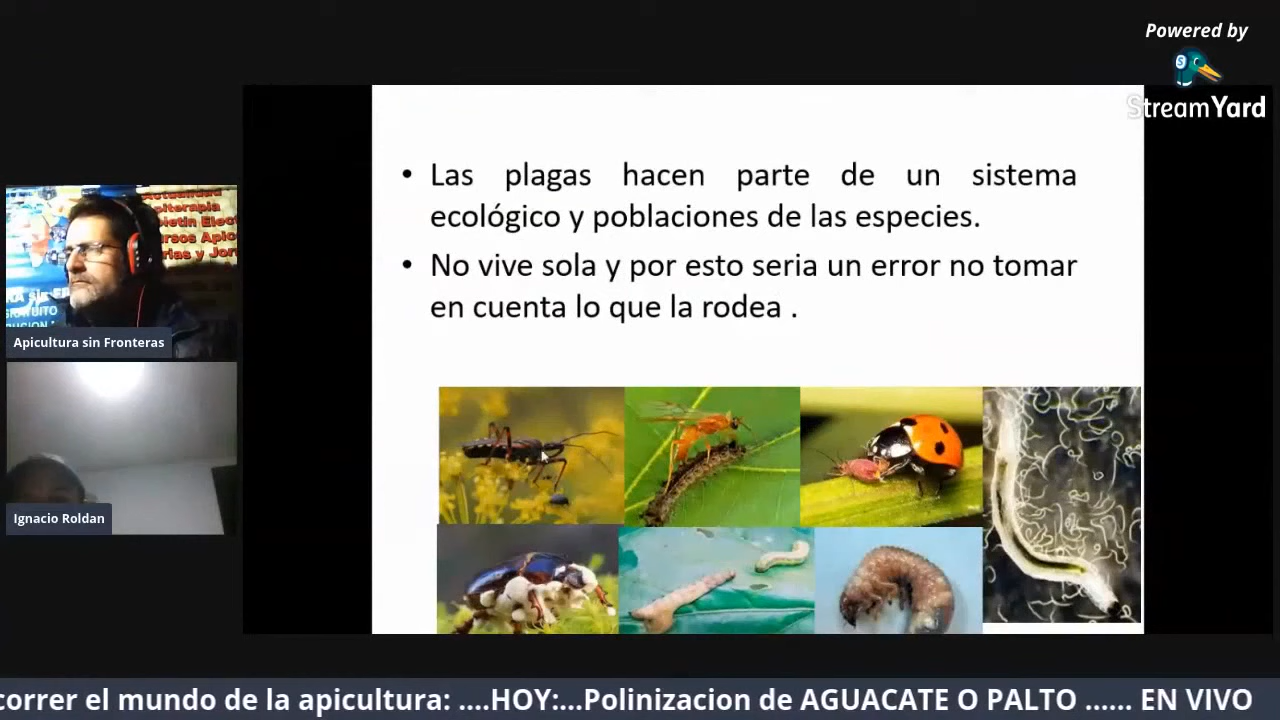 Powered by
StreamYard
• Las plagas hacen parte de un sistema
ecológico y poblaciones de las especies.
• No vive sola y por esto seria un error no tomar
en cuenta lo que la rodea .
Apiterapia
Apicultura sin Fronteras
Ignacio Roldan
correr el mundo de la apicultura: ....HOY:...Polinizacion de AGUACATE O PALTO ...... EN VIVO